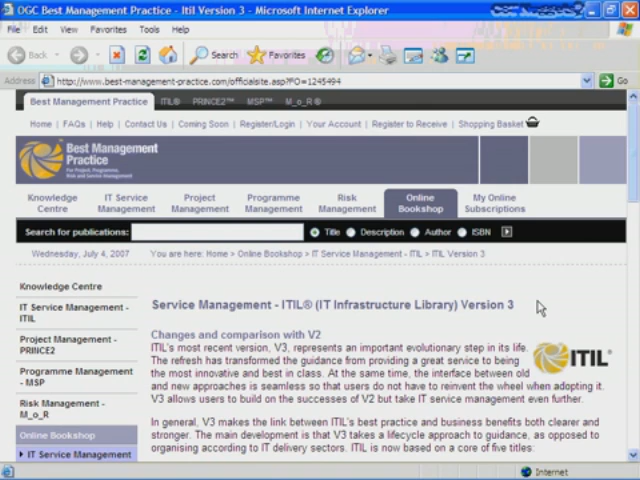 OGC Best Management Practice - Itil Version 3 - Microsoft Internet Explorer
File Edit View Favorites Tools Help
Back Search Favorites
Address http://www.best-management-practice.com/officialsite.asp?FO=1245494 Go
Best Management Practice ITIL® PRINCE2™ MSP™ M_o_R ®
Home | FAQs | Help | Contact Us | Coming Soon | Register/Login | Your Account | Register to Receive | Shopping Basket
Best Management
Practice
For Project, Programme,
Risk and Service Management
Knowledge Centre
IT Service Management
Project Management
Programme Management
Risk Management
Online Bookshop
My Online Subscriptions
Search for publications: Title Description Author ISBN
Wednesday, July 4, 2007 You are here: Home > Online Bookshop > IT Service Management - ITIL > ITIL Version 3
Knowledge Centre
IT Service Management -
ITIL
Project Management -
PRINCE2
Programme Management
- MSP
Risk Management -
M_o_R
Online Bookshop
IT Service Management
Service Management - ITIL® (IT Infrastructure Library) Version 3
Changes and comparison with V2
ITIL's most recent version, V3, represents an important evolutionary step in its life.
The refresh has transformed the guidance from providing a great service to being
the most innovative and best in class. At the same time, the interface between old
and new approaches is seamless so that users do not have to reinvent the wheel when adopting it.
V3 allows users to build on the successes of V2 but take IT service management even further.
ITIL®
In general, V3 makes the link between ITIL's best practice and business benefits both clearer and
stronger. The main development is that V3 takes a lifecycle approach to guidance, as opposed to
organising according to IT delivery sectors. ITIL is now based on a core of five titles:
Internet